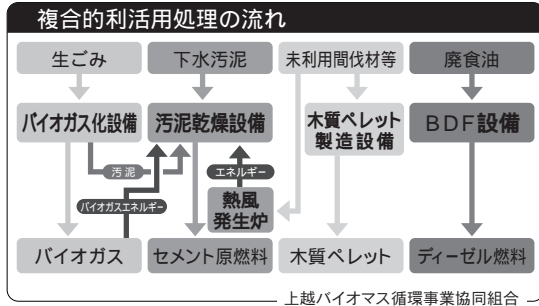 複合的利活用処理の流れ
生ごみ
下水汚泥
未利用間伐材等
廃食油
バイオガス化設備
汚泥乾燥設備
木質ペレット
製造設備
BDF設備
汚泥
エネルギー
バイオガスエネルギー
熱風
発生炉
バイオガス
セメント原燃料
木質ペレット
ディーゼル燃料
上越バイオマス循環事業協同組合